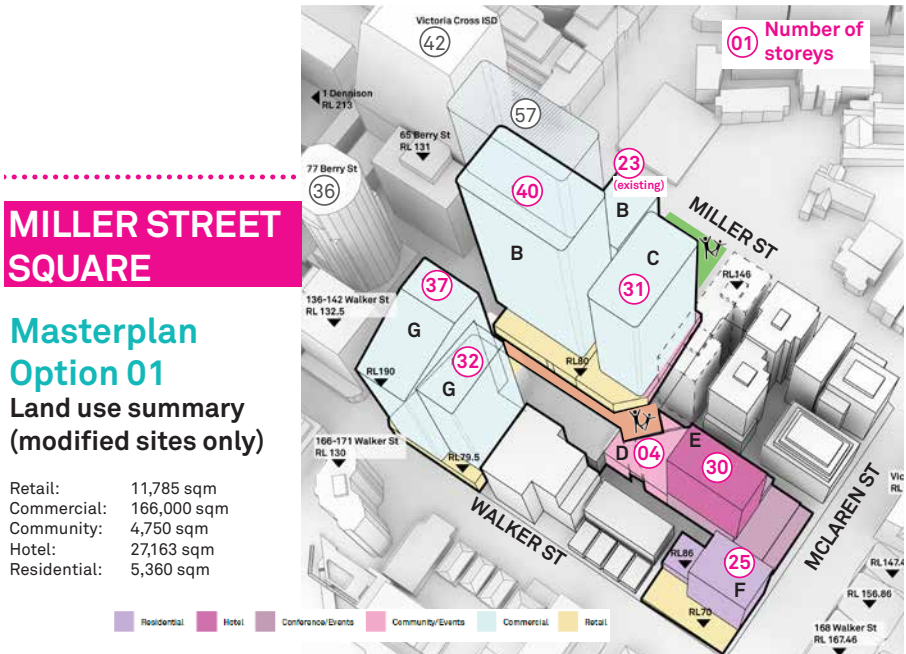 MILLER STREET
SQUARE
Masterplan
Option 01
Land use summary
(modified sites only)
Retail: 11,785 sqm
Commercial: 166,000 sqm
Community: 4,750 sqm
Hotel: 27,163 sqm
Residential: 5,360 sqm
Victoria Cross ISD
42
01 Number of
storeys
1 Dennison
RL 213
57
65 Berry St
RL 131
77 Berry St
36
23
(existing)
40
B
B
C
MILLER ST
RL146
31
37
136-142 Walker St
RL 132.5
G
32
RL190
G
RL80
166-171 Walker St
RL 130
RL79.5
D
04
E
30
WALKER ST
MCLAREN ST
RL86
25
F
RL70
RL147.4
RL 156.86
168 Walker St
RL 167.46
Residential
Hotel
Conference/Events
Community/Events
Commercial
Retail